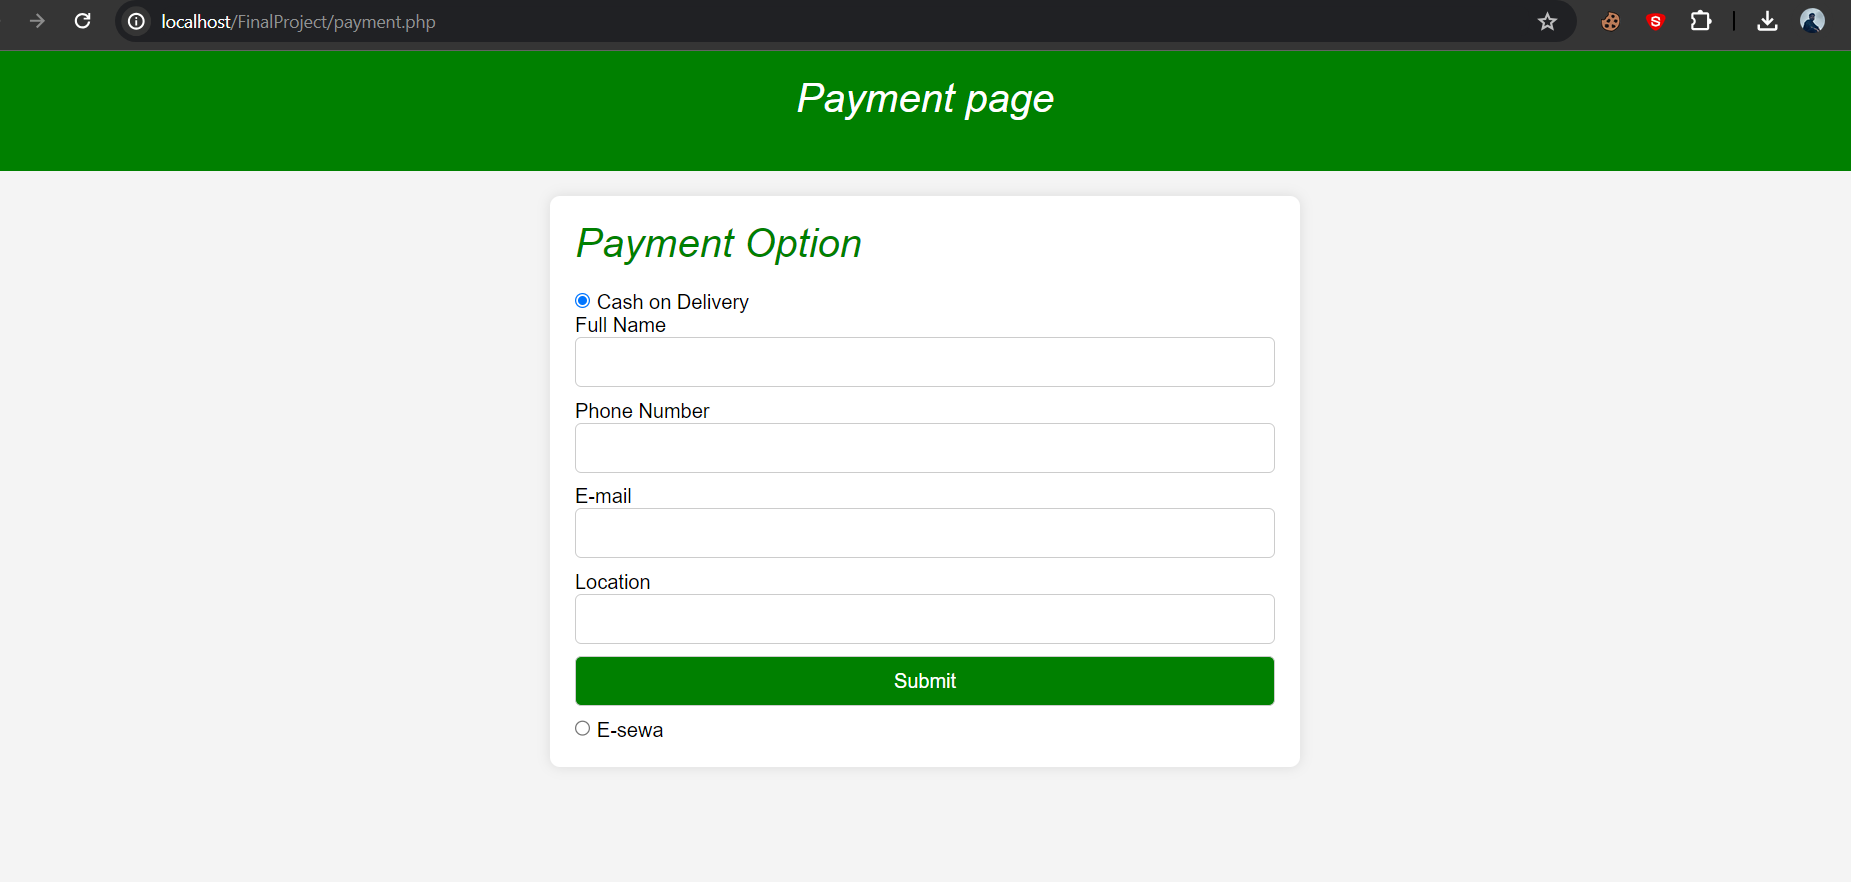 localhost/FinalProject/payment.php
S
Payment page
Payment Option
Cash on Delivery
Full Name
Phone Number
E-mail
Location
Submit
E-sewa